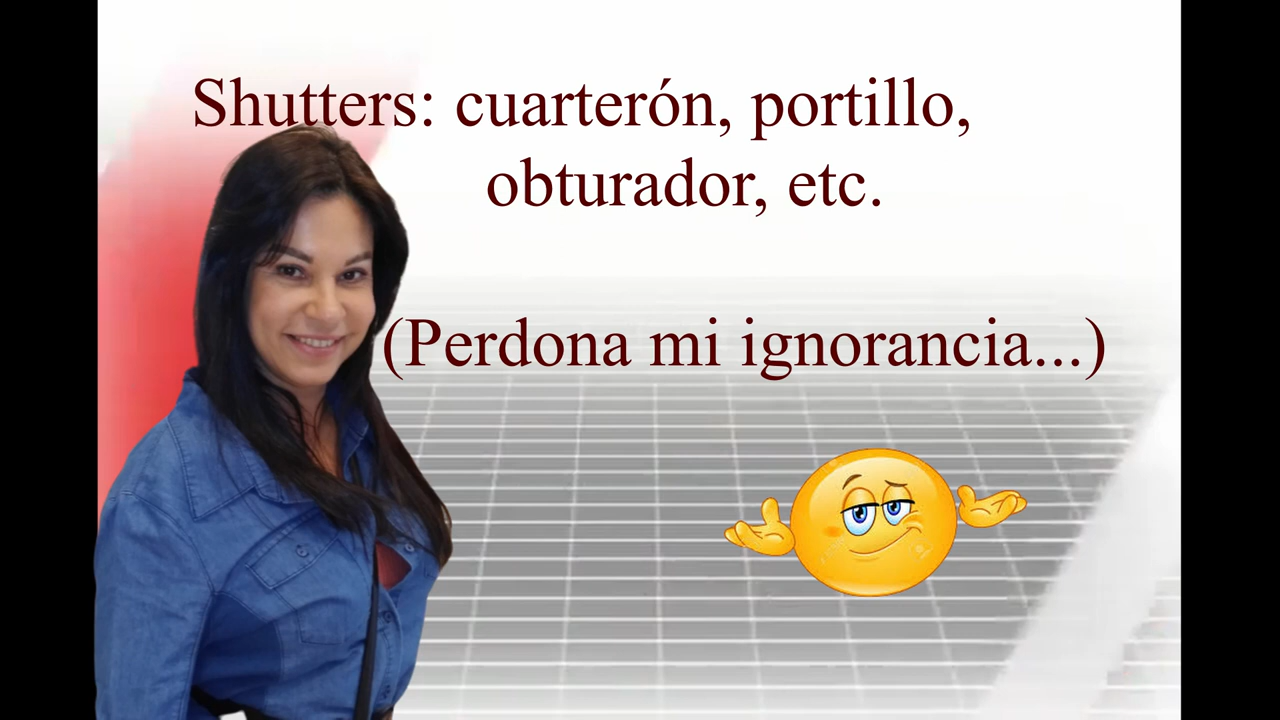 Shutters: cuarterón, portillo,
obturador, etc.
(Perdona mi ignorancia...)